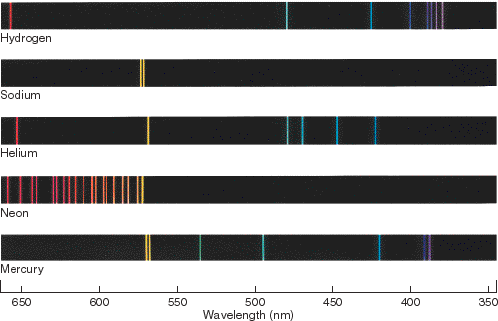 Hydrogen
Sodium
Helium
Neon
Mercury
650 600 550 500 450 400 350
Wavelength (nm)